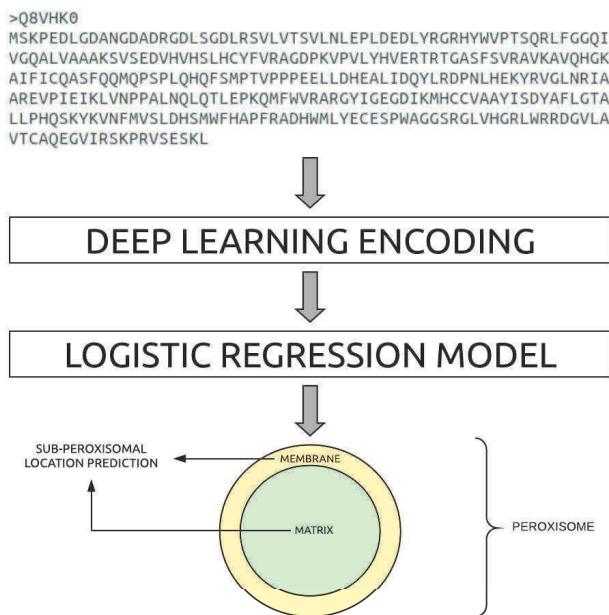 >Q8VHK0
MSKPEDLGDANGDADRGDLSGDLRSVLVTSVLNLEPLDEDLYRGRHYWVPTSQRLFGGQI
VGQALVAAAKSVSEDVHVHSLHCYFVRAGDPKVPVLYHVERTRTGASFSVRAVKAVQHGK
AIFICQASFQQMQPSPLQHQFSMPTVPPPEELLDHEALIDQYLRDPNLHEKYRVGLNRIA
AREVPIEIKLVNPPALNQLQTLEPKQMFWVRARGYIGEGDIKMHCCVAAYISDYAFLGTA
LLPHQSKYKVNFMVSLDHSMWFHAPFRADHWMLYECESPWAGGSRGLVHGRLWRRDGVLA
VTCAQEGVIRSKPRVSESKL
DEEP LEARNING ENCODING
LOGISTIC REGRESSION MODEL
SUB-PEROXISOMAL
LOCATION PREDICTION
MEMBRANE
MATRIX
PEROXISOME